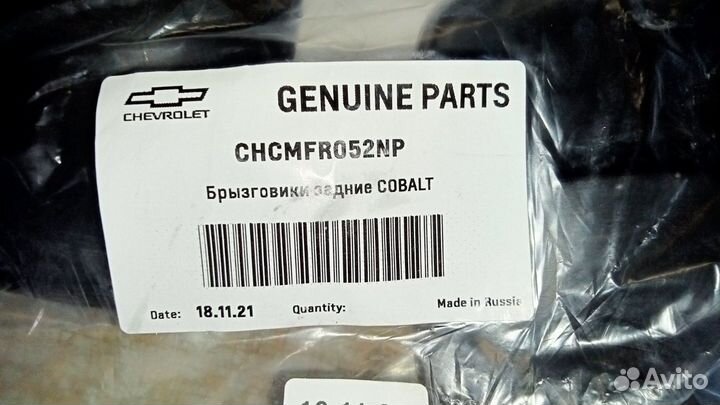 CHEVROLET
GENUINE PARTS
CHCMFR052NP
Брызговики задние COBALT
Date: 18.11.21 Quantity: Made in Russia
Avito